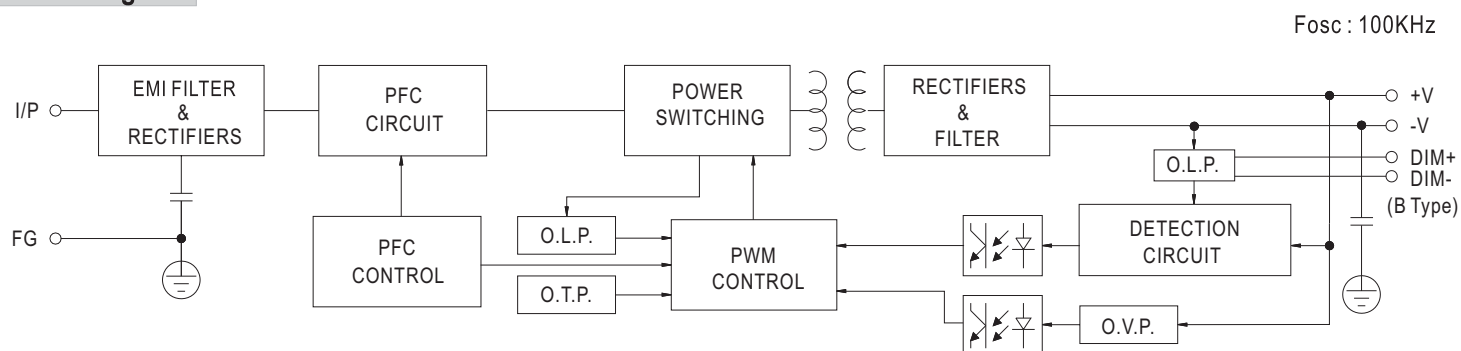 Fosc : 100KHz
I/P
EMI FILTER
&
RECTIFIERS
PFC
CIRCUIT
POWER
SWITCHING
RECTIFIERS
&
FILTER
+V
-V
DIM+
DIM-
(B Type)
O.L.P.
FG
PFC
CONTROL
O.L.P.
O.T.P.
PWM
CONTROL
DETECTION
CIRCUIT
O.V.P.